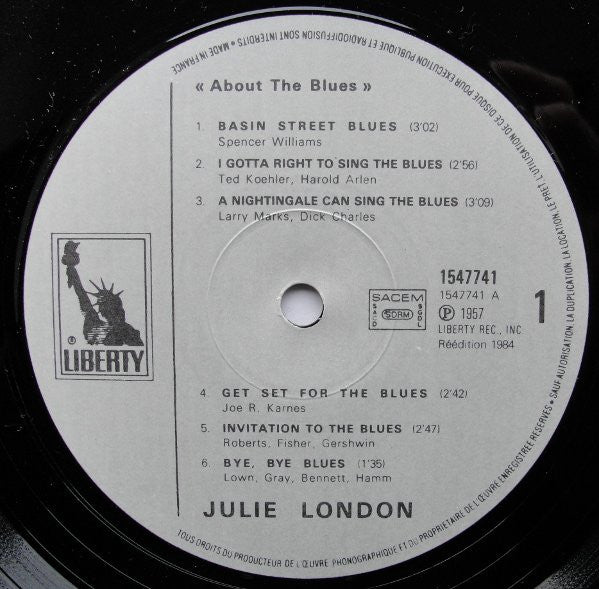 SANS AUTORISATION, LA DUPLICATION, LA LOCATION, LE PRET, L'UTILISATION DE CE DISQUE POUR EXECUTION PUBLIQUE ET RADIODIFFUSION SONT INTERDITS • MADE IN FRANCE
« About The Blues »
1. BASIN STREET BLUES (3'02)
Spencer Williams
2. I GOTTA RIGHT TO SING THE BLUES (2'56)
Ted Koehler, Harold Arlen
3. A NIGHTINGALE CAN SING THE BLUES (3'09)
Larry Marks, Dick Charles
LIBERTY
®
SACEM
SACD
SDRM
SGDL
1547741
1547741 A
℗ 1957
LIBERTY REC., INC
Réédition 1984
1
4. GET SET FOR THE BLUES (2'42)
Joe R. Karnes
5. INVITATION TO THE BLUES (2'47)
Roberts, Fisher, Gershwin
6. BYE, BYE BLUES (1'35)
Lown, Gray, Bennett, Hamm
JULIE LONDON
TOUS DROITS DU PRODUCTEUR DE L'ŒUVRE PHONOGRAPHIQUE ET DU PROPRIETAIRE DE L'ŒUVRE ENREGISTREE RESERVES •